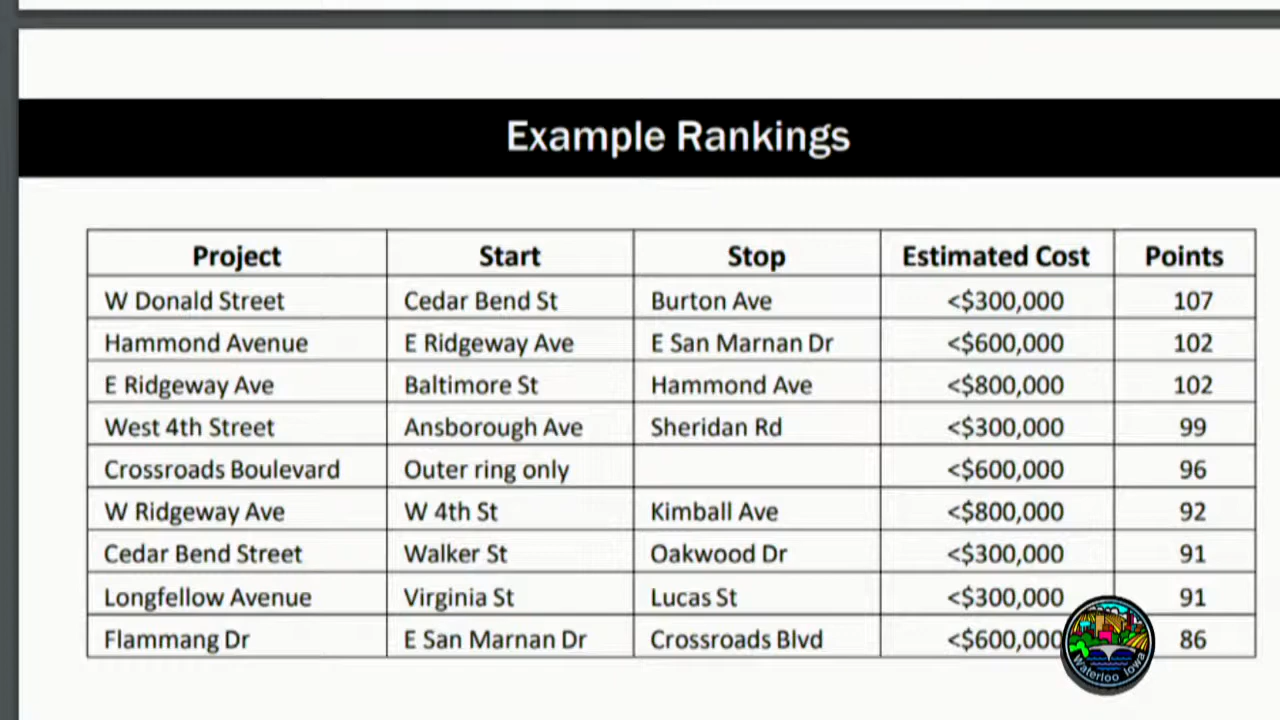 Example Rankings
Project Start Stop Estimated Cost Points
W Donald Street Cedar Bend St Burton Ave <$300,000 107
Hammond Avenue E Ridgeway Ave E San Marnan Dr <$600,000 102
E Ridgeway Ave Baltimore St Hammond Ave <$800,000 102
West 4th Street Ansborough Ave Sheridan Rd <$300,000 99
Crossroads Boulevard Outer ring only <$600,000 96
W Ridgeway Ave W 4th St Kimball Ave <$800,000 92
Cedar Bend Street Walker St Oakwood Dr <$300,000 91
Longfellow Avenue Virginia St Lucas St <$300,000 91
Flammang Dr E San Marnan Dr Crossroads Blvd <$600,000 86
Waterloo Iowa